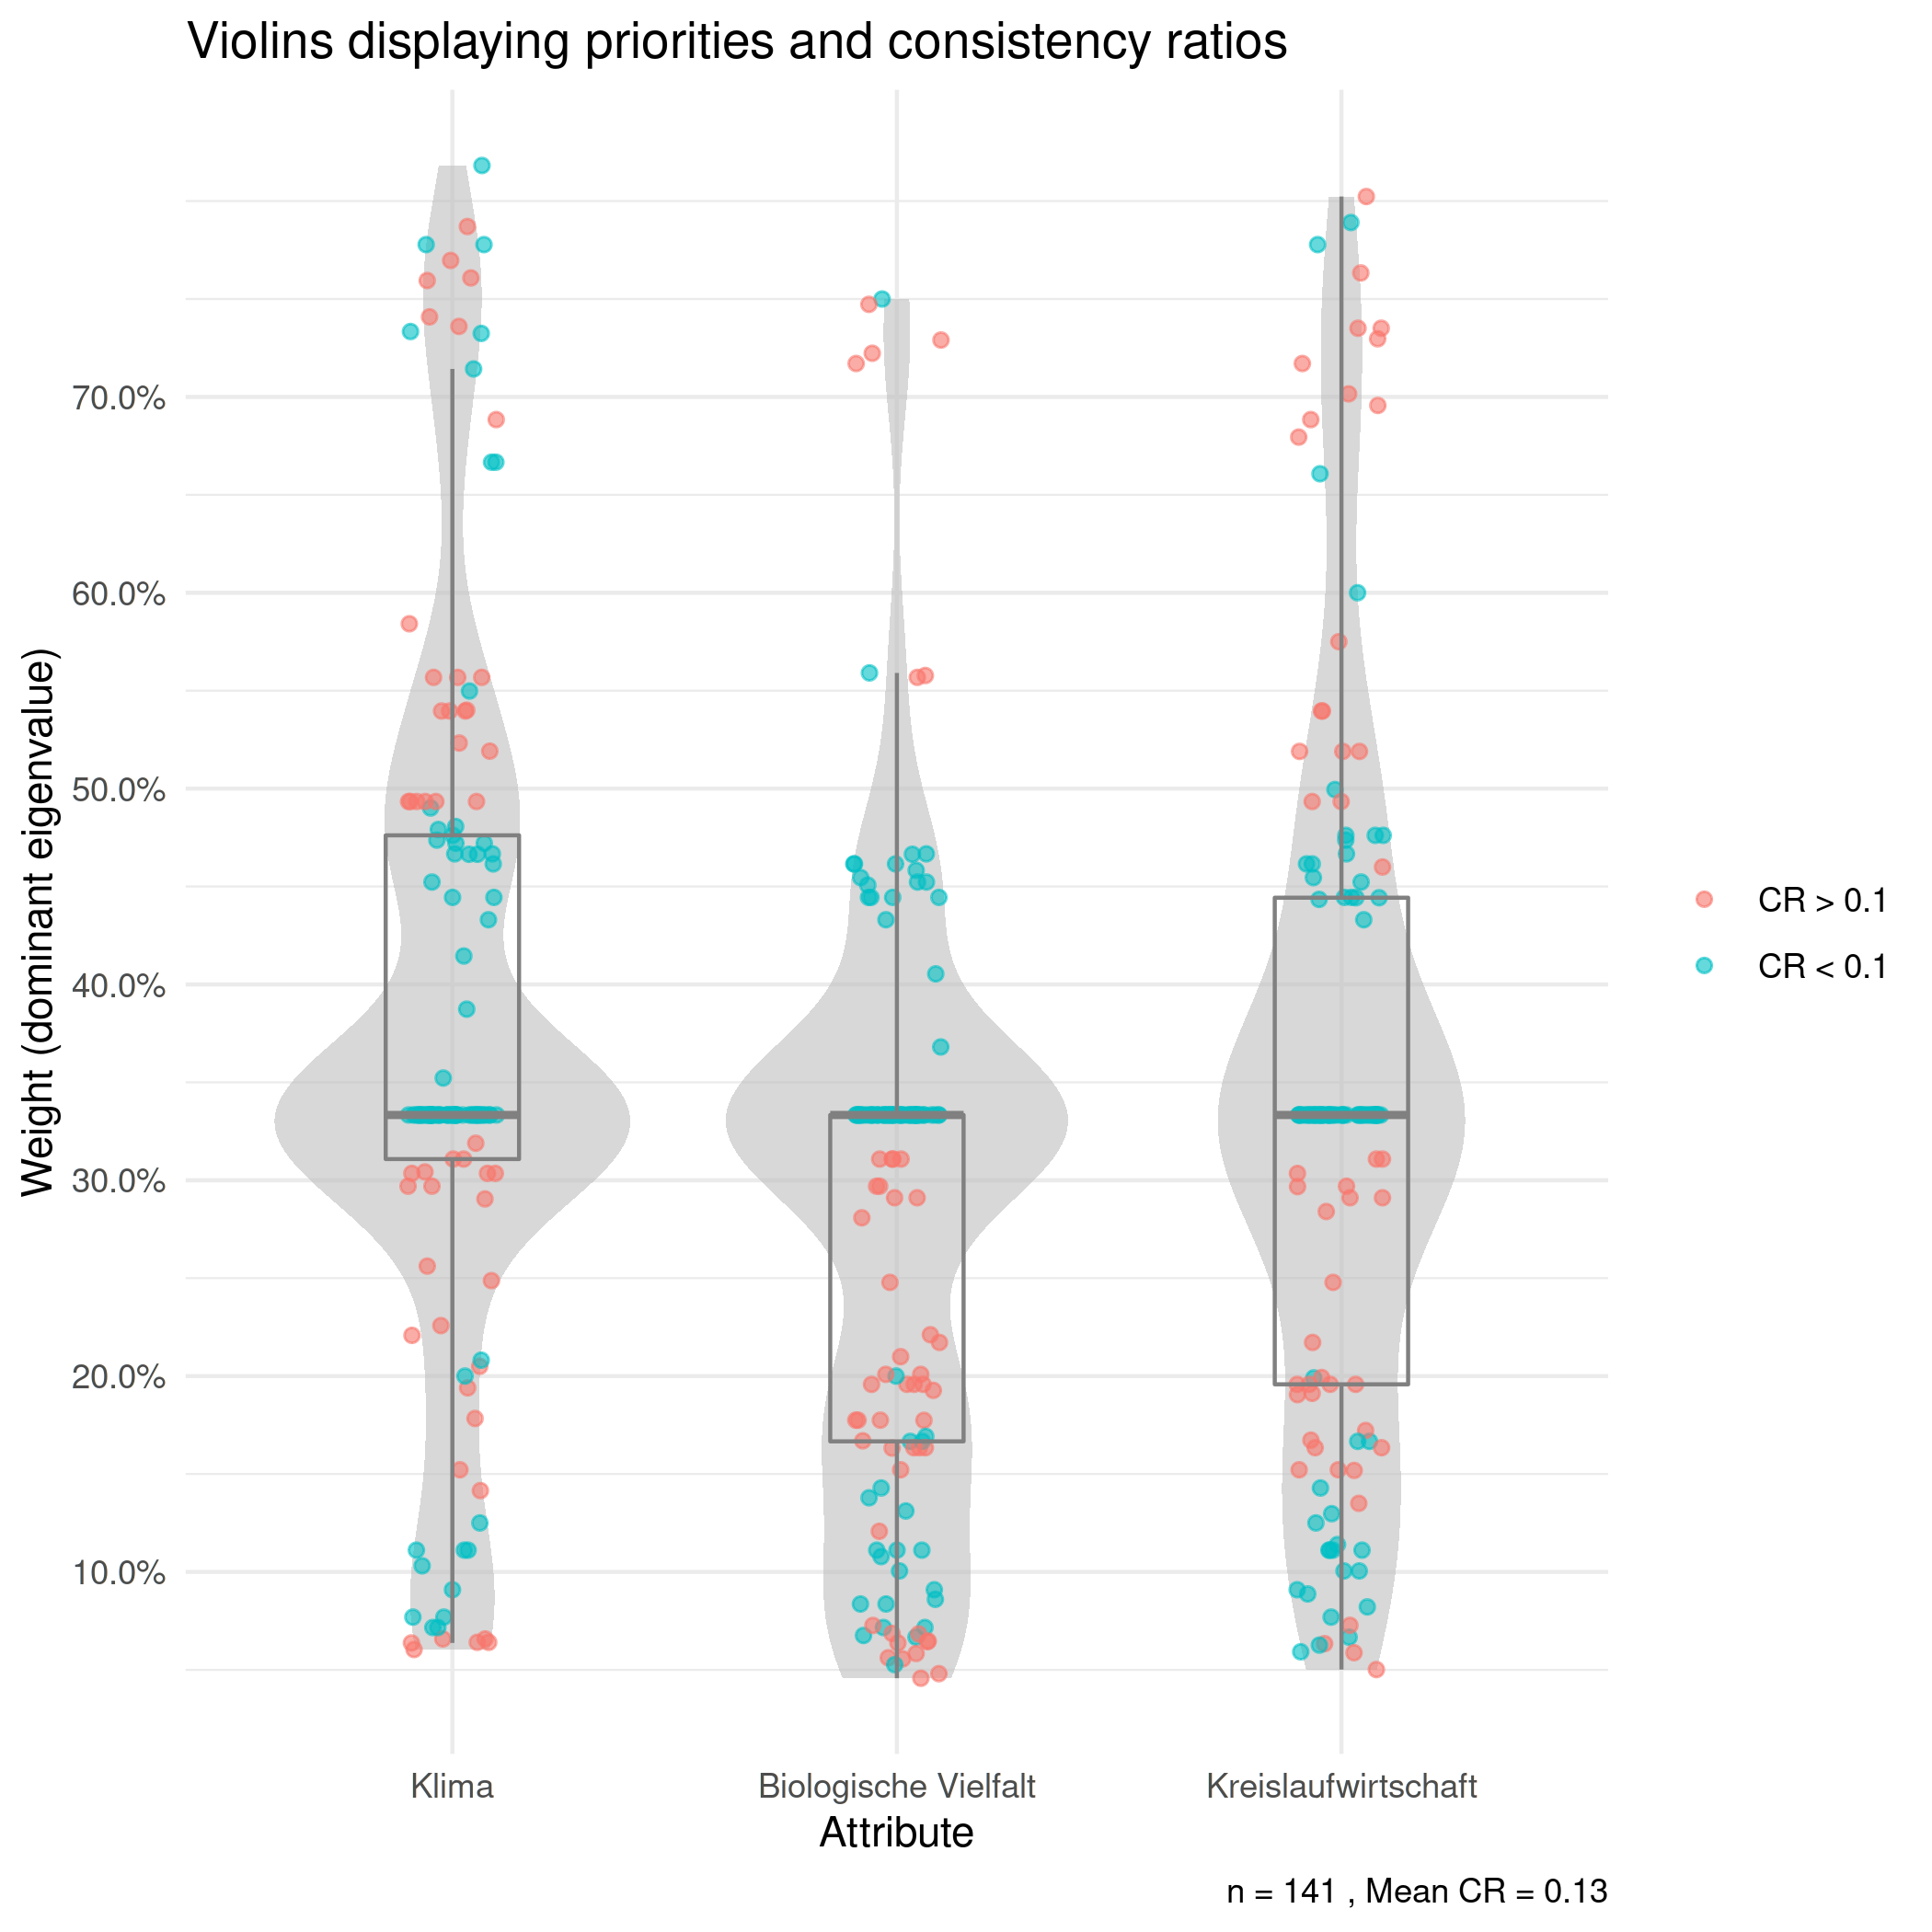 Violins displaying priorities and consistency ratios
Weight (dominant eigenvalue)
70.0%
60.0%
50.0%
40.0%
30.0%
20.0%
10.0%
CR > 0.1
CR < 0.1
Klima
Biologische Vielfalt
Kreislaufwirtschaft
Attribute
n = 141 , Mean CR = 0.13